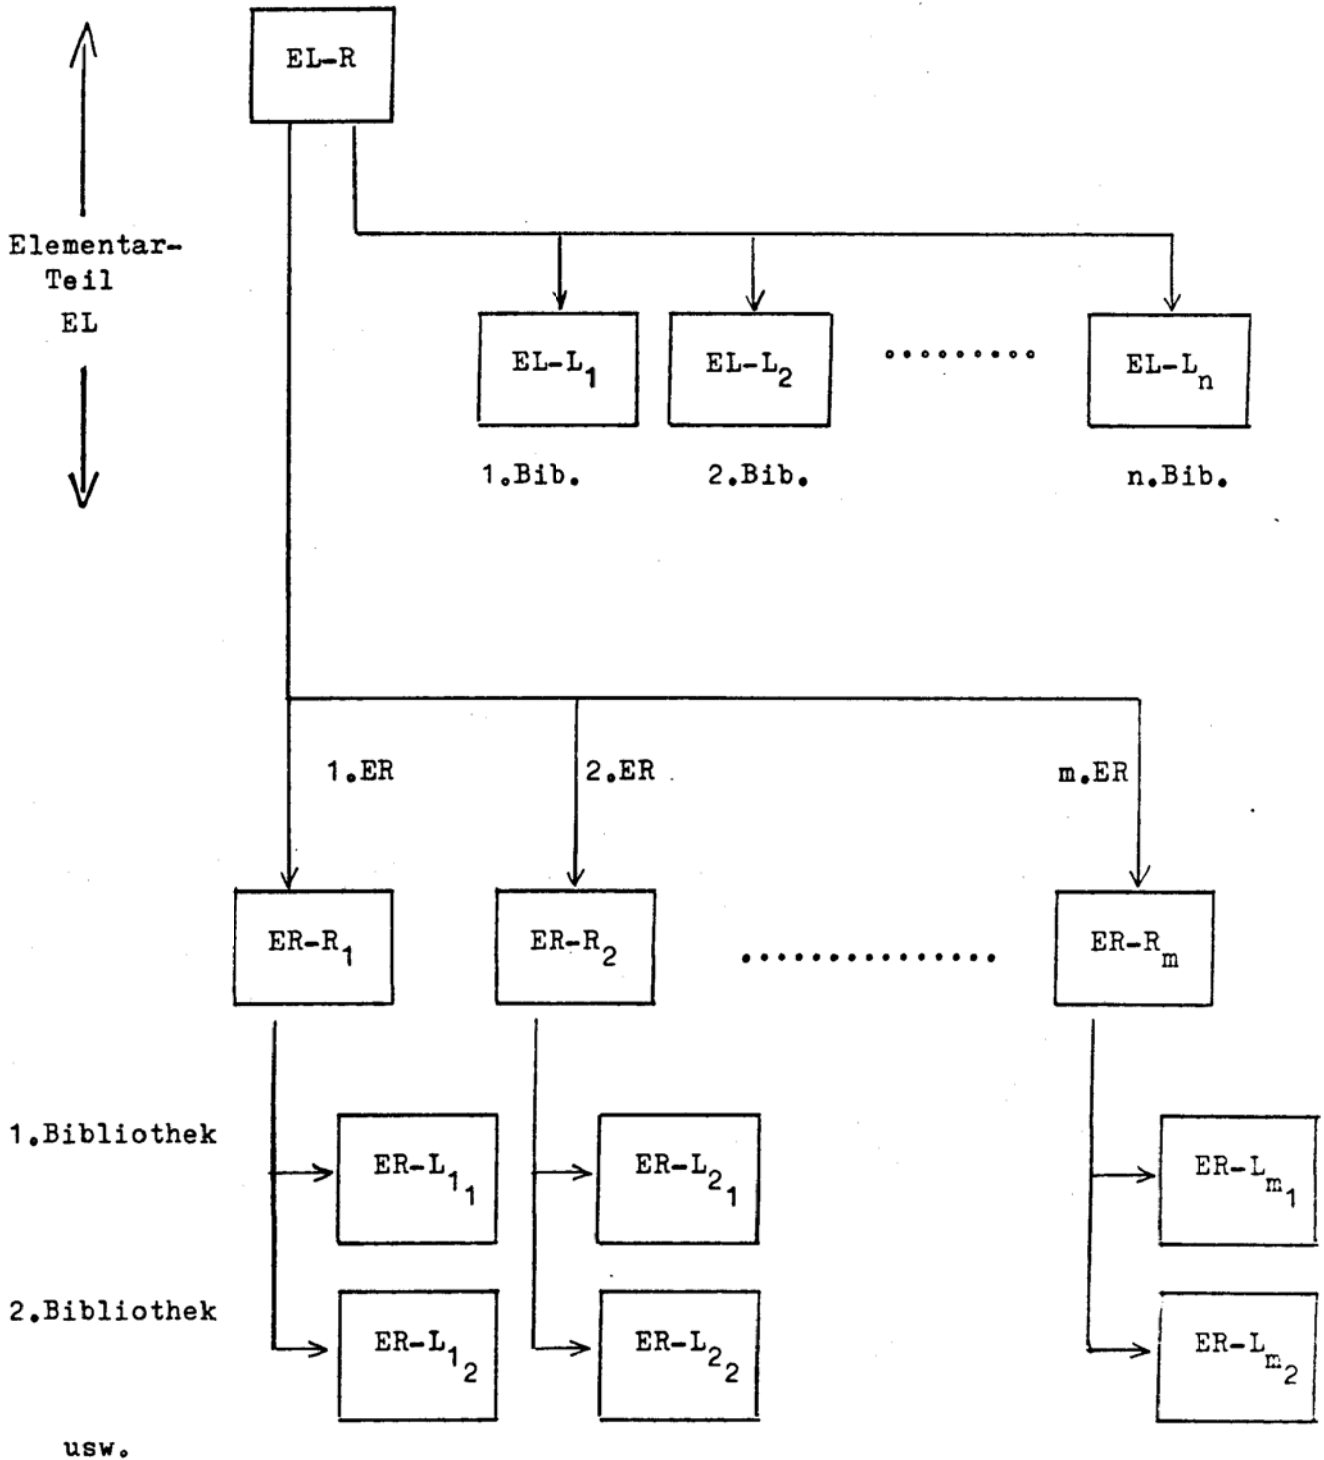 EL-R
Elementar-
Teil
EL
EL-L₁ EL-L₂ EL-Lₙ
1.Bib. 2.Bib. n.Bib.
1.ER 2.ER m.ER
ER-R₁ ER-R₂ ER-Rₘ
1.Bibliothek
ER-L₁₁ ER-L₂₁ ER-Lₘ₁
2.Bibliothek
ER-L₁₂ ER-L₂₂ ER-Lₘ₂
usw.